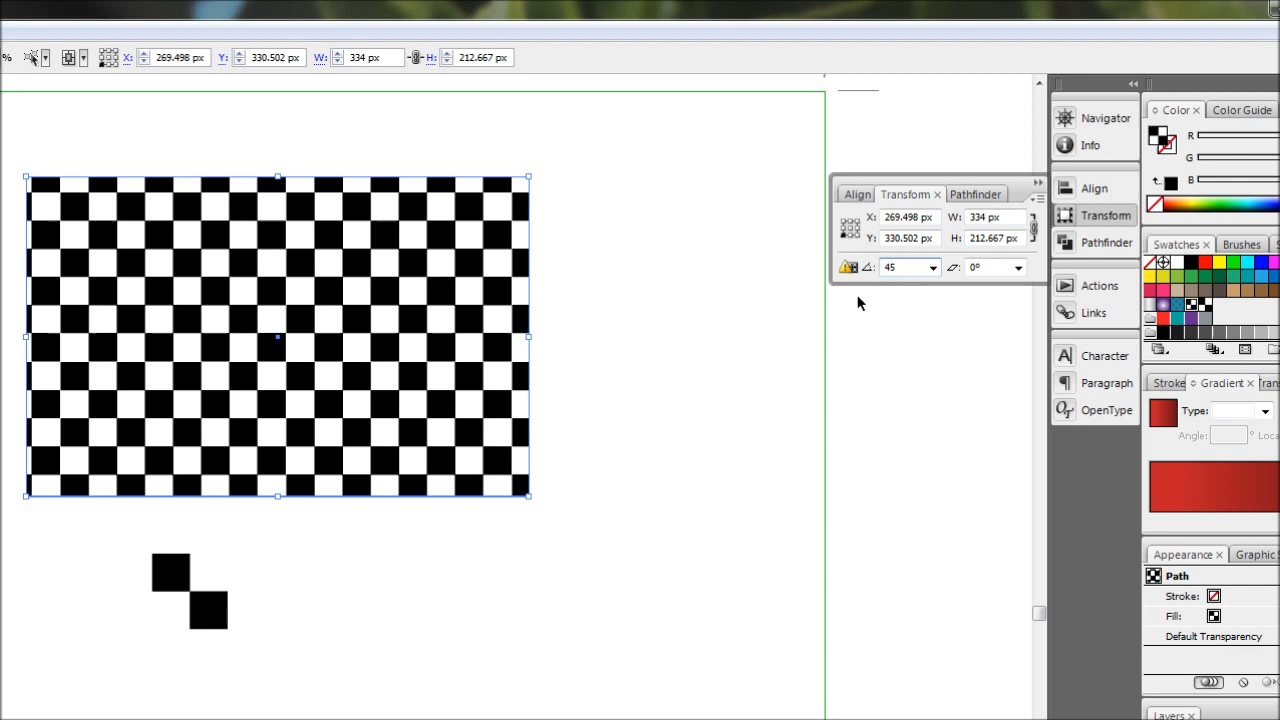 % X: 269.498 px Y: 330.502 px W: 334 px H: 212.667 px
Navigator
Info
Align
Transform
Pathfinder
Actions
Links
Character
Paragraph
OpenType
Align Transform × Pathfinder
X: 269.498 px W: 334 px
Y: 330.502 px H: 212.667 px
45 0°
Color × Color Guide
R
G
B
Swatches × Brushes
Stroke Gradient ×
Type:
Angle: °
Appearance × Graphic
Path
Stroke:
Fill:
Default Transparency
Layers ×